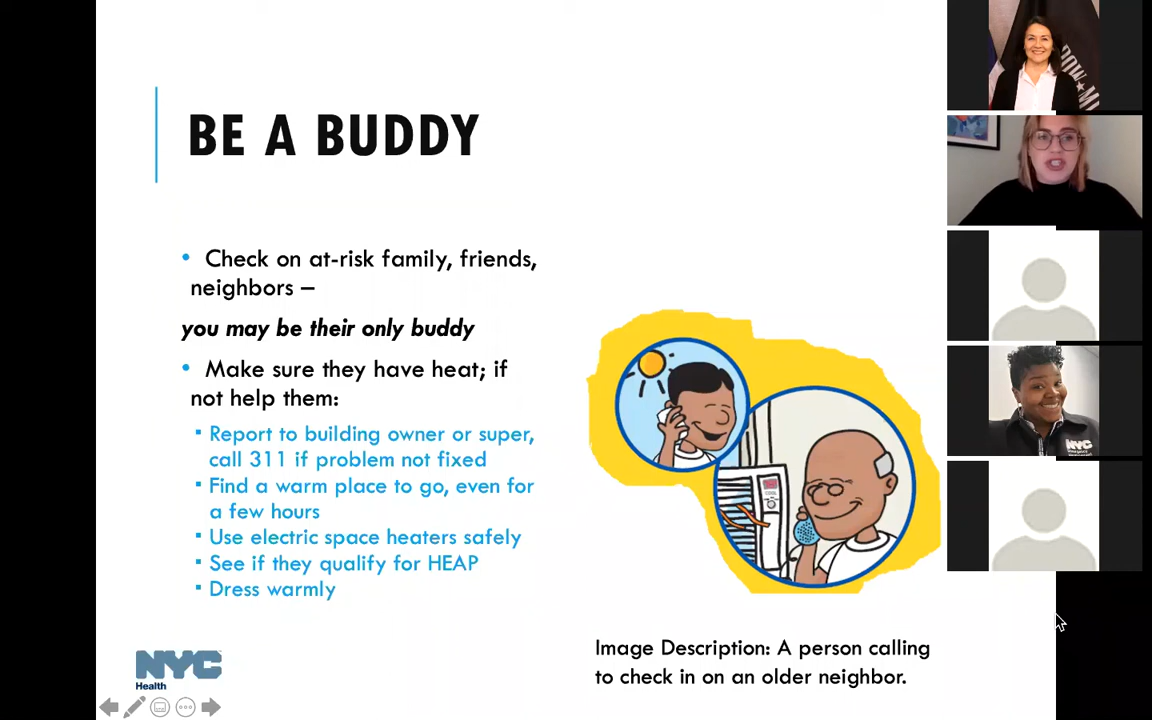 BE A BUDDY
• Check on at-risk family, friends,
neighbors –
you may be their only buddy
• Make sure they have heat; if
not help them:
▪ Report to building owner or super,
call 311 if problem not fixed
▪ Find a warm place to go, even for
a few hours
▪ Use electric space heaters safely
▪ See if they qualify for HEAP
▪ Dress warmly
Image Description: A person calling
to check in on an older neighbor.
NYC
Health
NYC